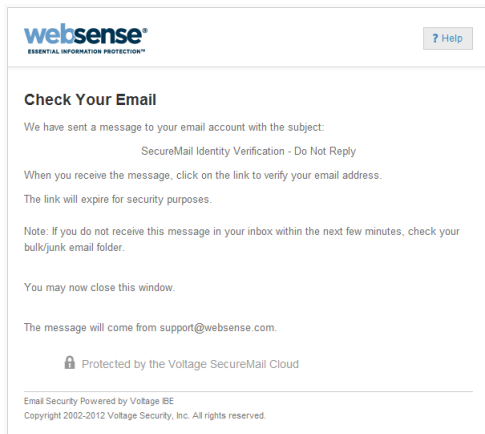 websense®
ESSENTIAL INFORMATION PROTECTION™
? Help
Check Your Email
We have sent a message to your email account with the subject:
SecureMail Identity Verification - Do Not Reply
When you receive the message, click on the link to verify your email address.
The link will expire for security purposes.
Note: If you do not receive this message in your inbox within the next few minutes, check your
bulk/junk email folder.
You may now close this window.
The message will come from support@websense.com.
Protected by the Voltage SecureMail Cloud
Email Security Powered by Voltage IBE
Copyright 2002-2012 Voltage Security, Inc. All rights reserved.